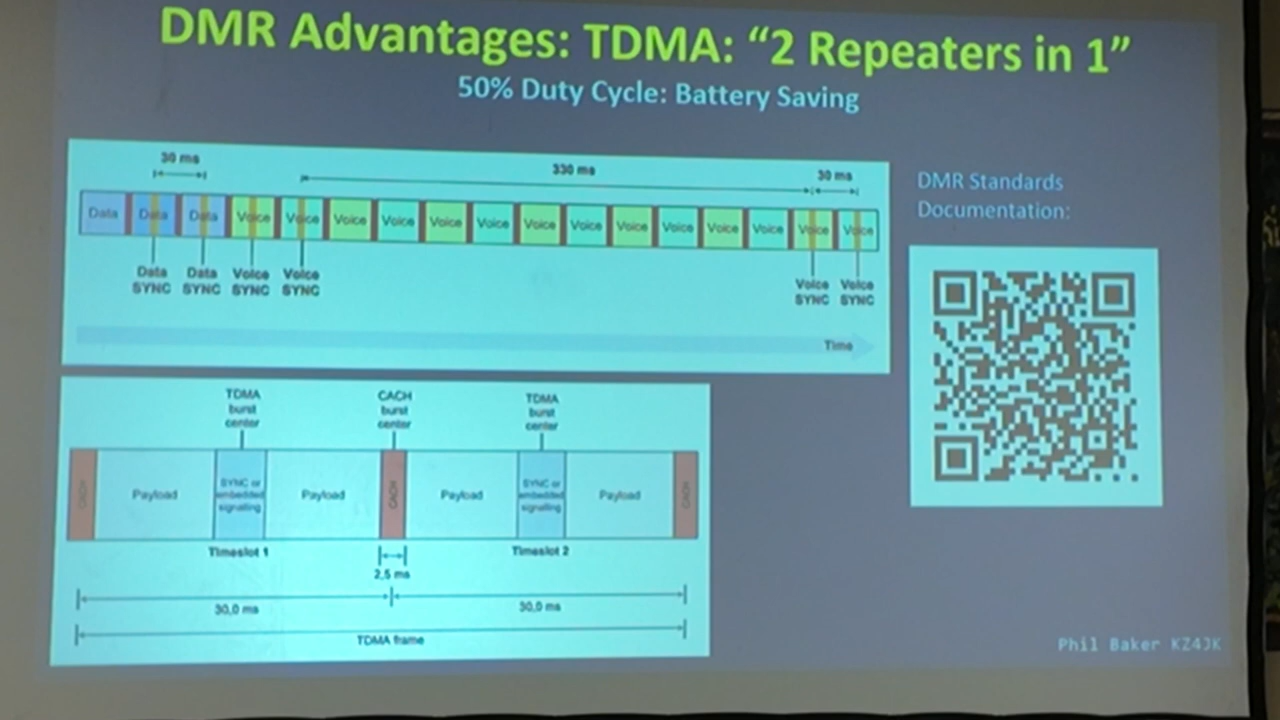 DMR Advantages: TDMA: “2 Repeaters in 1”
50% Duty Cycle: Battery Saving
30 ms
330 ms
30 ms
Data Data Data Voice Voice Voice Voice Voice Voice Voice Voice Voice Voice Voice Voice Voice Voice
Data SYNC
Data SYNC
Voice SYNC
Voice SYNC
Voice SYNC
Voice SYNC
Time
DMR Standards
Documentation:
TDMA
burst
center
CACH
burst
center
TDMA
burst
center
CACH
Payload
SYNC or
embedded
signalling
Payload
CACH
Payload
SYNC or
embedded
signalling
Payload
CACH
Timeslot 1
Timeslot 2
2,5 ms
30,0 ms
30,0 ms
TDMA frame
Phil Baker KZ4JK